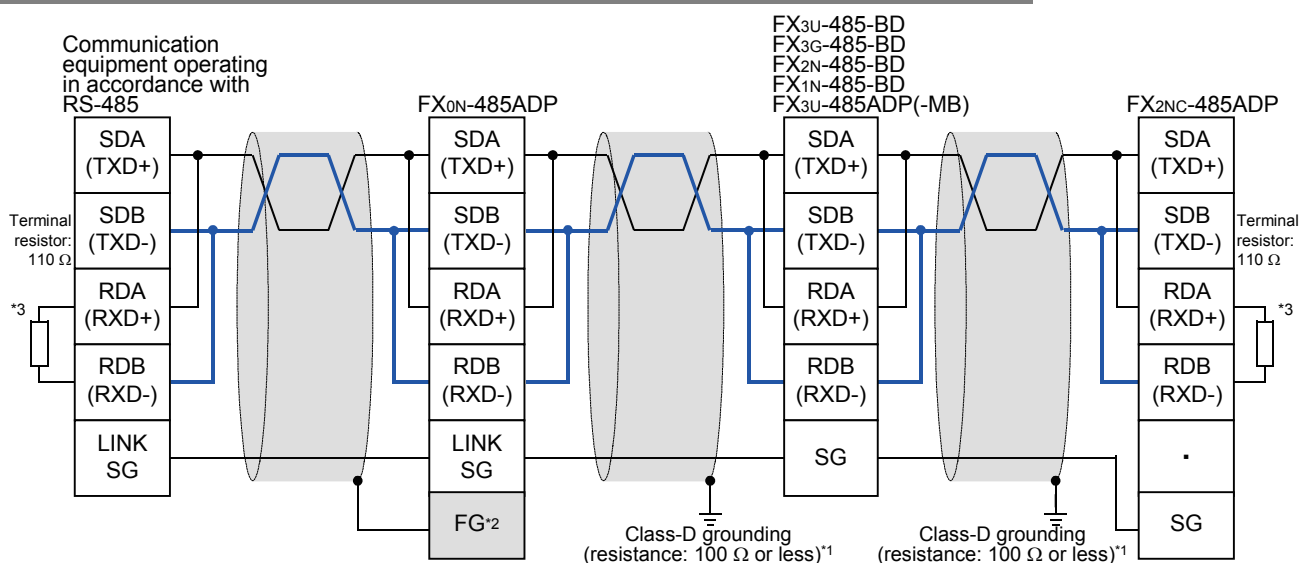 Communication
equipment operating
in accordance with
RS-485
FX0N-485ADP
FX3U-485-BD
FX3G-485-BD
FX2N-485-BD
FX1N-485-BD
FX3U-485ADP(-MB)
FX2NC-485ADP
Terminal
resistor:
110 Ω
*3
SDA
(TXD+)
SDB
(TXD-)
RDA
(RXD+)
RDB
(RXD-)
LINK
SG
SDA
(TXD+)
SDB
(TXD-)
RDA
(RXD+)
RDB
(RXD-)
LINK
SG
FG*2
SDA
(TXD+)
SDB
(TXD-)
RDA
(RXD+)
RDB
(RXD-)
SG
SDA
(TXD+)
SDB
(TXD-)
RDA
(RXD+)
RDB
(RXD-)
·
SG
Terminal
resistor:
110 Ω
*3
Class-D grounding
(resistance: 100 Ω or less)*1
Class-D grounding
(resistance: 100 Ω or less)*1